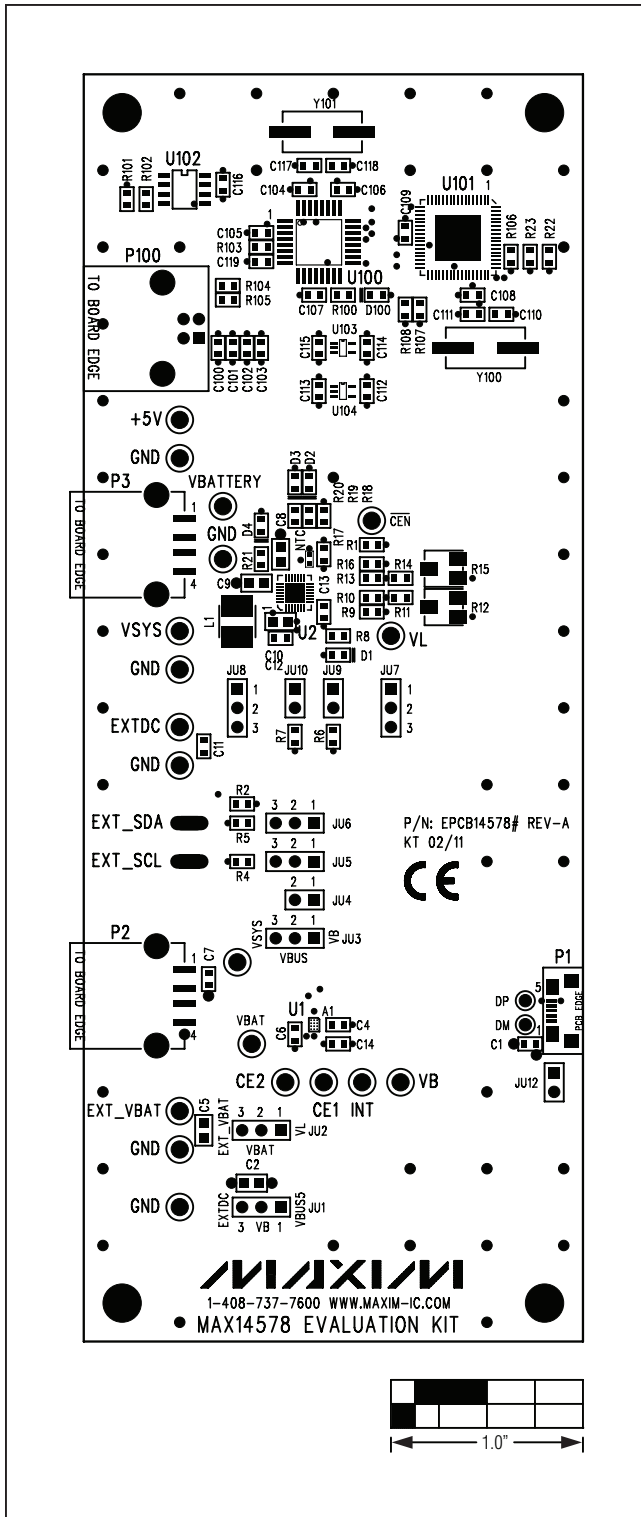 Y101
R101
R102
U102
C116
C117
C118
C104
C106
C109
U101
1
R106
R23
R22
C105
R103
C119
1
U100
P100
TO BOARD EDGE
R104
R105
C107
R100
D100
C108
C111
C110
R108
R107
Y100
C100
C101
C102
C103
U103
C115
C114
C113
C112
U104
+5V
GND
P3
TO BOARD EDGE
1
4
VBATTERY
GND
D3
D2
D4
C8
R20
R19
R18
CEN
R21
NTC
R17
R1
R16
R14
R13
R15
C9
C13
R10
R11
R9
R12
L1
1
U2
C10
C12
R8
D1
VL
VSYS
GND
JU8
JU10
JU9
JU7
1
2
3
1
2
3
EXTDC
GND
C11
R7
R6
R2
EXT_SDA
R5
3 2 1
JU6
P/N: EPCB14578# REV-A
KT 02/11
EXT_SCL
R4
3 2 1
JU5
CE
2 1
JU4
3 2 1
VSYS
VBUS
VB
JU3
P2
TO BOARD EDGE
1
4
C7
P1
5
1
PCB EDGE
DP
DM
C1
JU12
VBAT
U1
A1
C6
C4
C14
CE2
CE1
INT
VB
EXT_VBAT
C5
EXT_VBAT
3 2 1
VL
JU2
VBAT
GND
C2
GND
EXTDC
3 VB 1
VBUS5
JU1
MAXIM
1-408-737-7600 WWW.MAXIM-IC.COM
MAX14578 EVALUATION KIT
1.0"